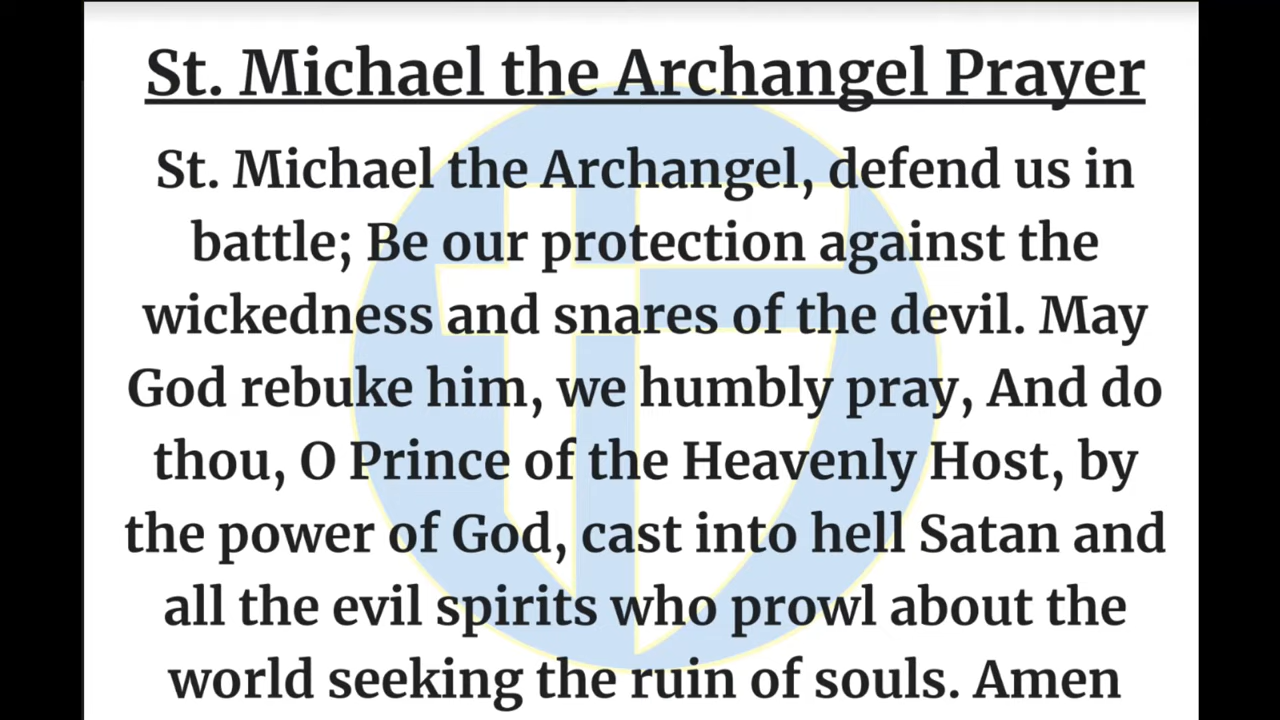 St. Michael the Archangel Prayer
St. Michael the Archangel, defend us in
battle; Be our protection against the
wickedness and snares of the devil. May
God rebuke him, we humbly pray, And do
thou, O Prince of the Heavenly Host, by
the power of God, cast into hell Satan and
all the evil spirits who prowl about the
world seeking the ruin of souls. Amen